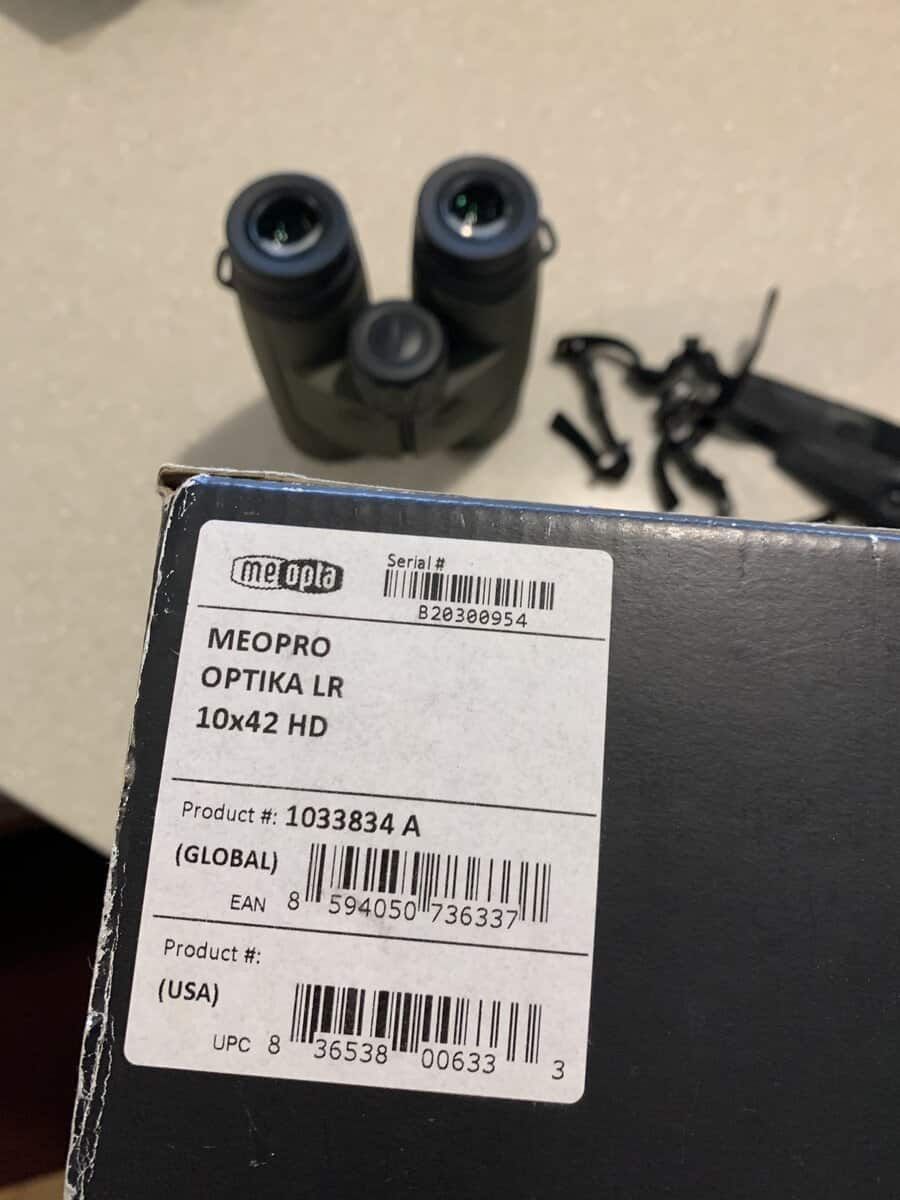 meopta
Serial #
B20300954
MEOPRO
OPTIKA LR
10x42 HD
Product #: 1033834 A
(GLOBAL)
EAN 8 594050 736337
Product #:
(USA)
UPC 8 36538 00633 3